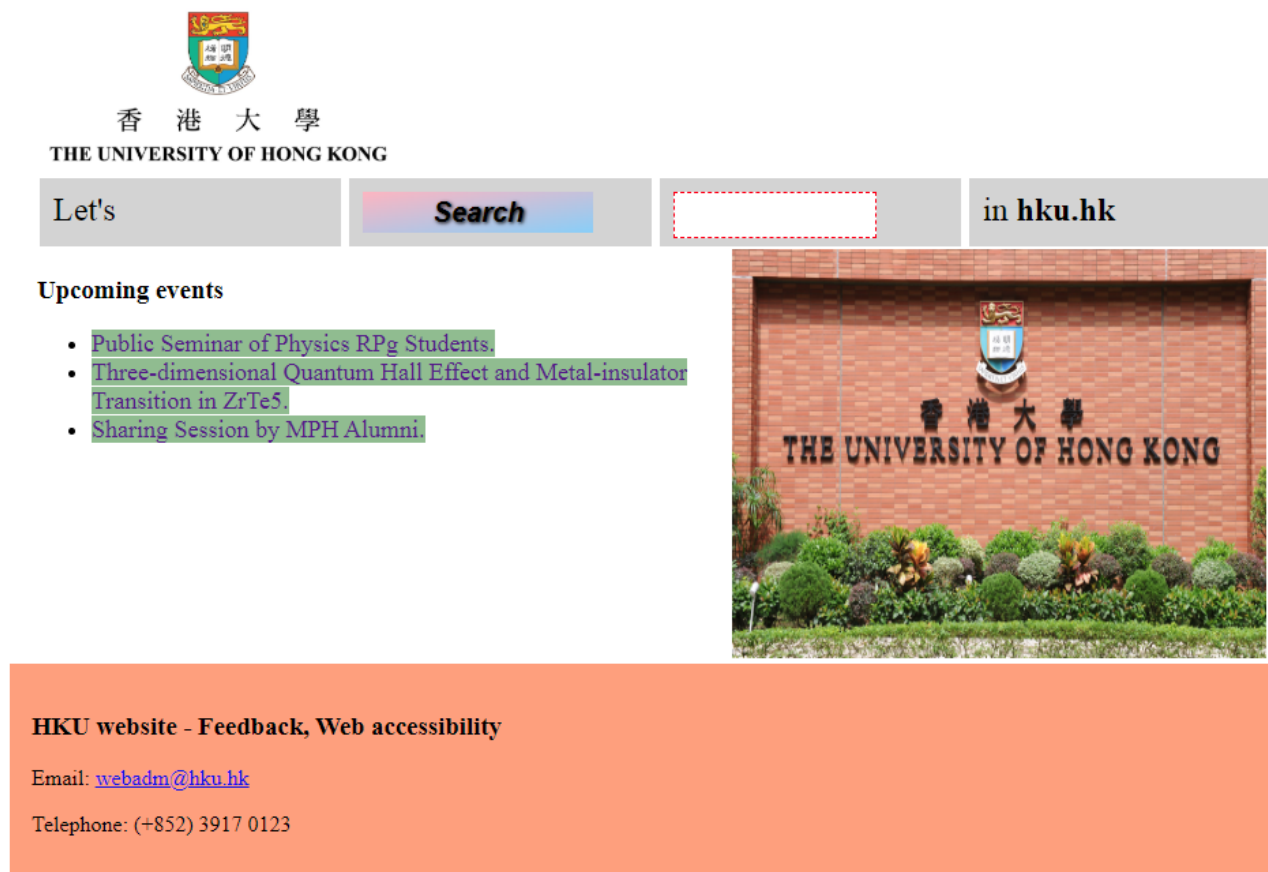 香 港 大 學
THE UNIVERSITY OF HONG KONG
Let's
Search
in hku.hk
Upcoming events
Public Seminar of Physics RPg Students.
Three-dimensional Quantum Hall Effect and Metal-insulator
Transition in ZrTe5.
Sharing Session by MPH Alumni.
香 港 大 學
THE UNIVERSITY OF HONG KONG
HKU website - Feedback, Web accessibility
Email: webadm@hku.hk
Telephone: (+852) 3917 0123